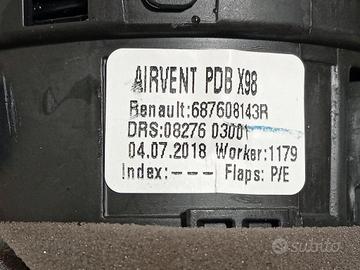 AIRVENT PDB X98
Renault:687608143R
DRS:08276 03001
04.07.2018 Worker:1179
Index:--- Flaps: P/E
subito